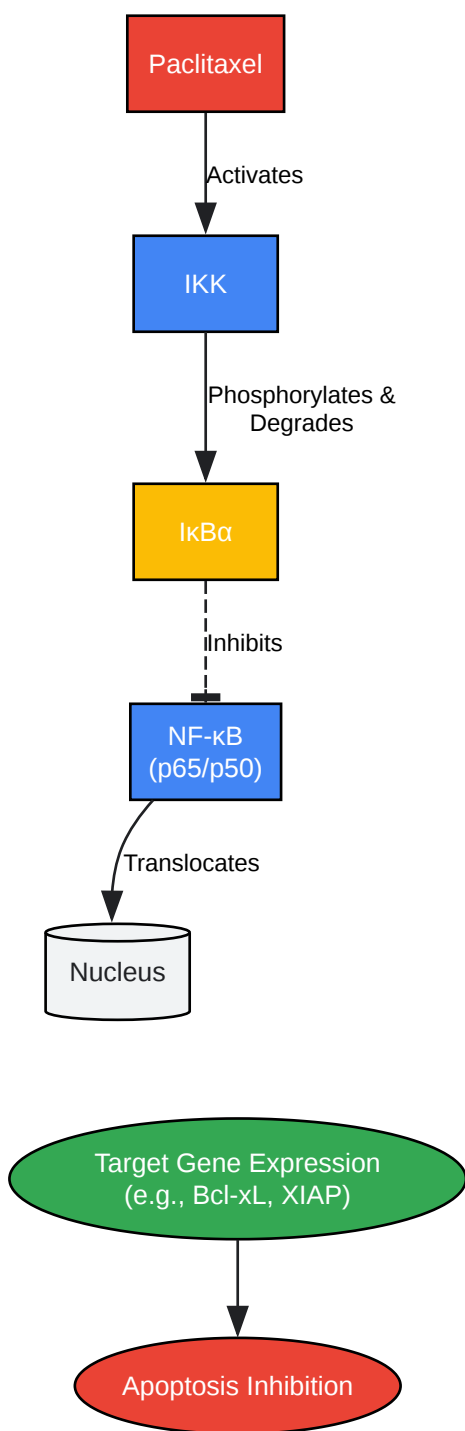 Paclitaxel
Activates
IKK
Phosphorylates &
Degrades
IκBα
Inhibits
NF-κB
(p65/p50)
Translocates
Nucleus
Target Gene Expression
(e.g., Bcl-xL, XIAP)
Apoptosis Inhibition